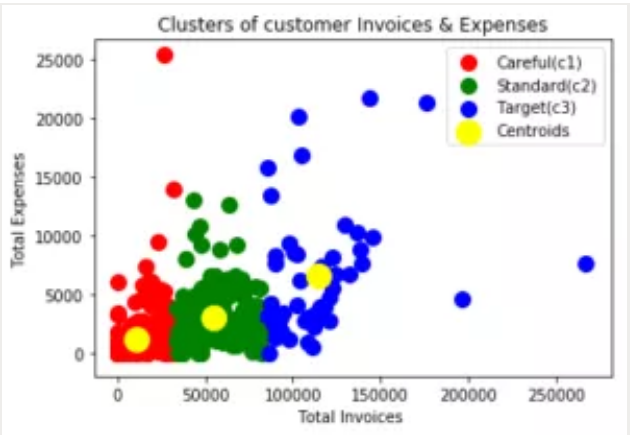 Clusters of customer Invoices & Expenses
Careful(c1)
Standard(c2)
Target(c3)
Centroids
Total Expenses
25000
20000
15000
10000
5000
0
0 50000 100000 150000 200000 250000
Total Invoices